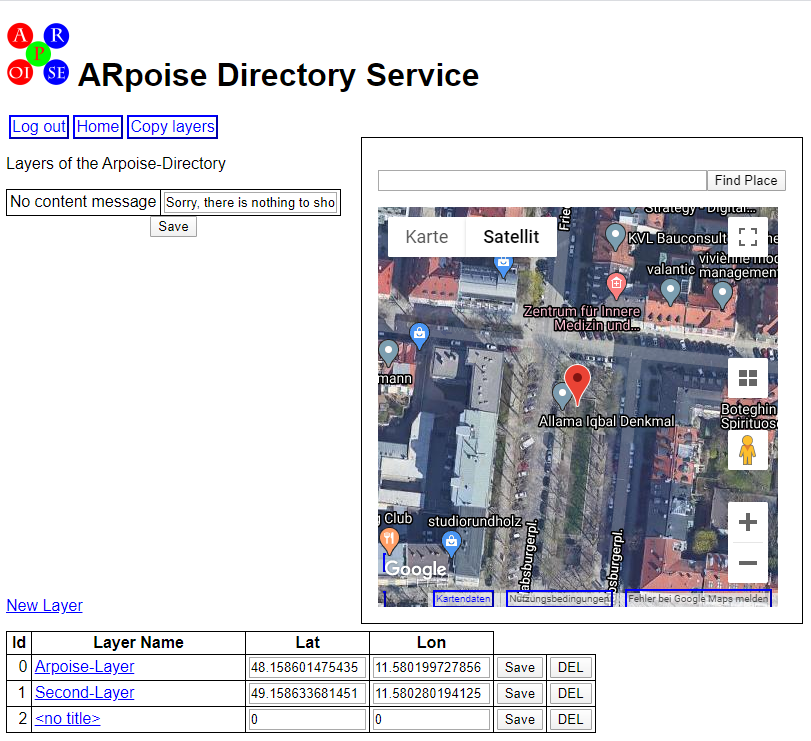 A R
P
OI SE
ARpoise Directory Service
Log out Home Copy layers
Layers of the Arpoise-Directory
No content message Sorry, there is nothing to sho
Save
Find Place
Strategy - Digital...
Karte Satellit
KVL Bauconsult
valantic
management
Zentrum für Innere
Medizin und...
mann
Allama Iqbal Denkmal
Boteghin
Spirituose
g Club
studiorundholz
absburgerpl.
sburgerpl.
Google
Kartendaten Nutzungsbedingungen Fehler bei Google Maps melden
New Layer
Id Layer Name Lat Lon
0 Arpoise-Layer 48.158601475435 11.580199727856 Save DEL
1 Second-Layer 49.158633681451 11.580280194125 Save DEL
2 <no title> 0 0 Save DEL